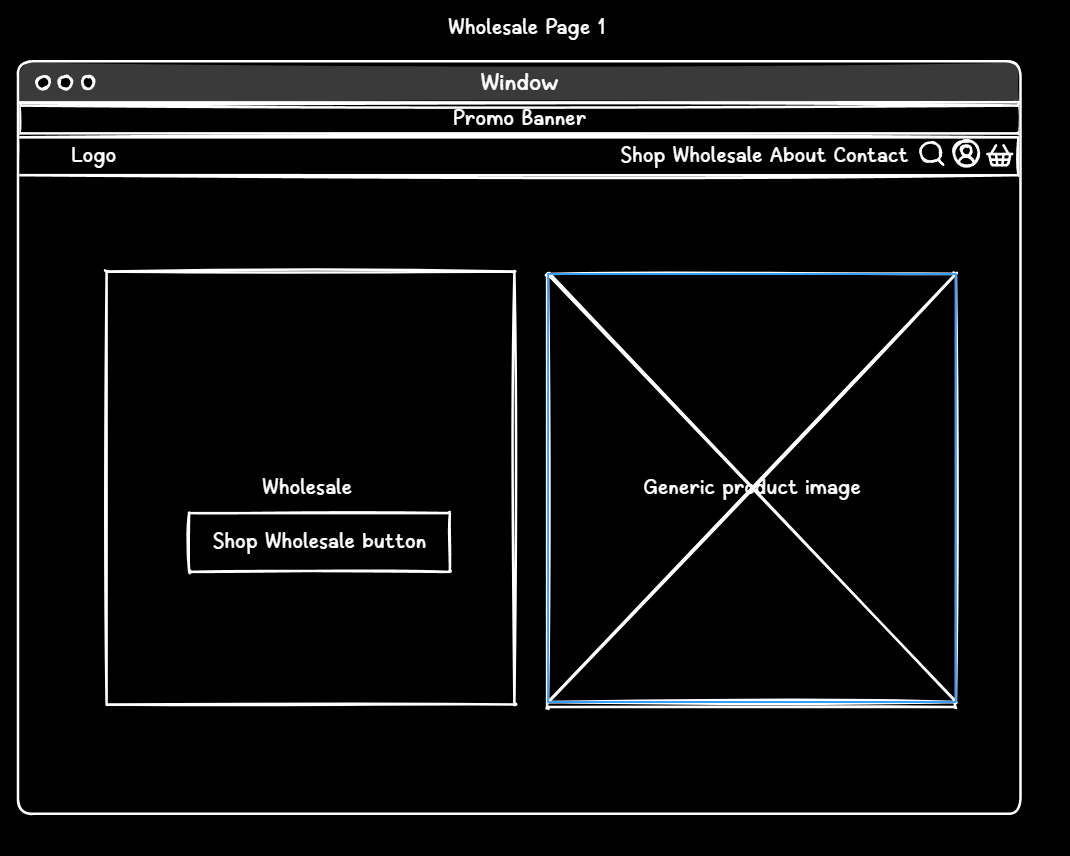 Wholesale Page 1
Window
Promo Banner
Logo
Shop Wholesale About Contact
Wholesale
Shop Wholesale button
Generic product image